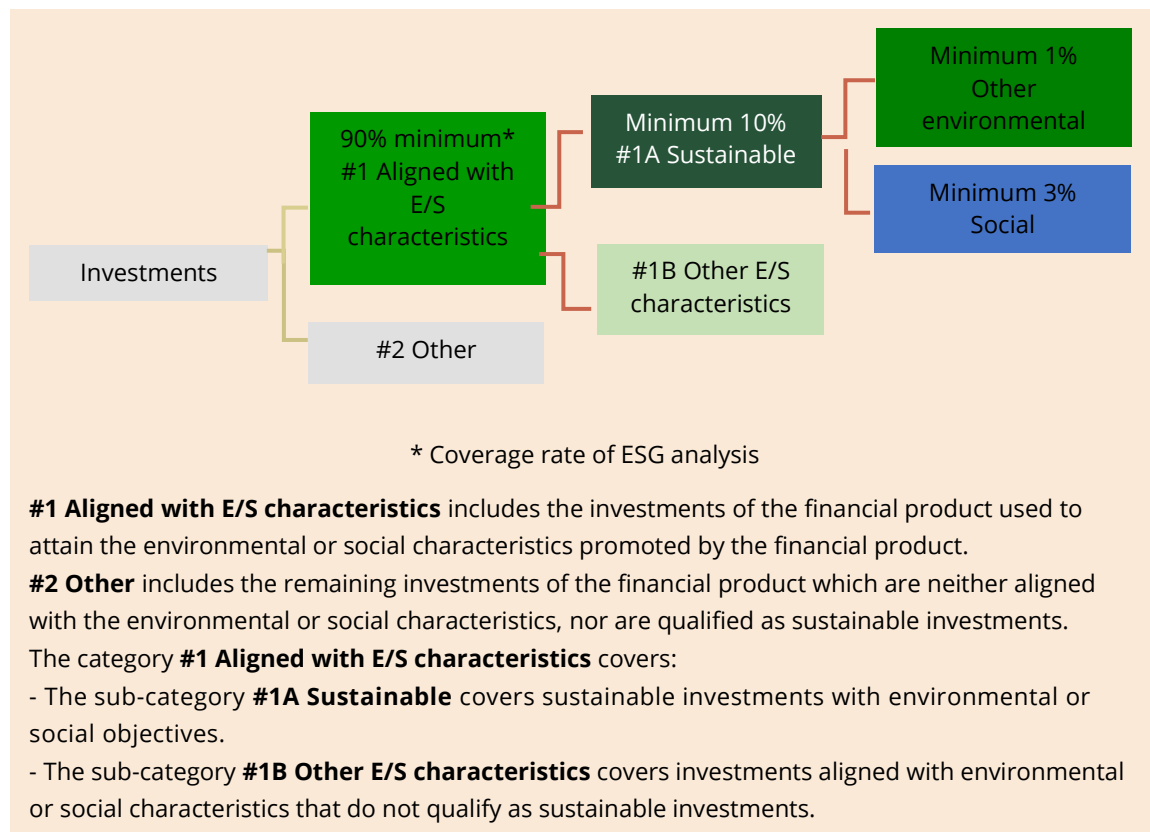 Investments
90% minimum*
#1 Aligned with
E/S
characteristics
#2 Other
Minimum 10%
#1A Sustainable
#1B Other E/S
characteristics
Minimum 1%
Other
environmental
Minimum 3%
Social
* Coverage rate of ESG analysis
#1 Aligned with E/S characteristics includes the investments of the financial product used to
attain the environmental or social characteristics promoted by the financial product.
#2 Other includes the remaining investments of the financial product which are neither aligned
with the environmental or social characteristics, nor are qualified as sustainable investments.
The category #1 Aligned with E/S characteristics covers:
- The sub-category #1A Sustainable covers sustainable investments with environmental or
social objectives.
- The sub-category #1B Other E/S characteristics covers investments aligned with environmental
or social characteristics that do not qualify as sustainable investments.